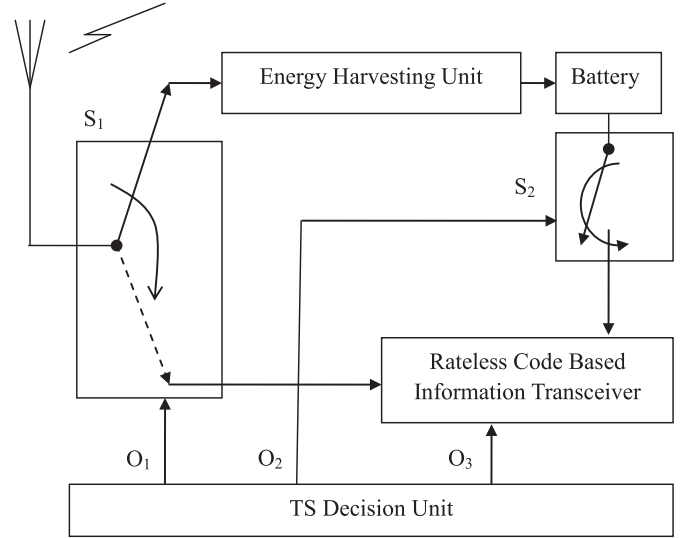 Energy Harvesting Unit
Battery
S1
S2
Rateless Code Based
Information Transceiver
O1
O2
O3
TS Decision Unit